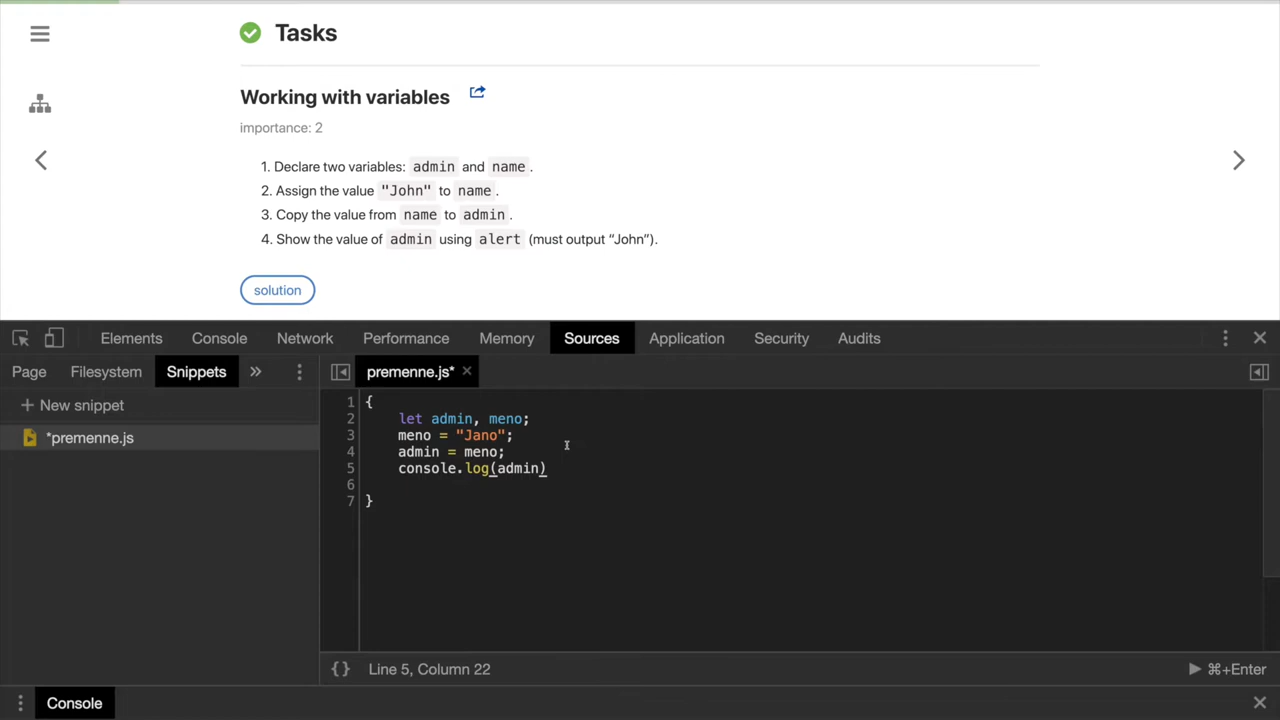 Tasks
Working with variables
importance: 2
1. Declare two variables: admin and name.
2. Assign the value "John" to name.
3. Copy the value from name to admin.
4. Show the value of admin using alert (must output “John”).
solution
Elements Console Network Performance Memory Sources Application Security Audits
Page Filesystem Snippets » premenne.js* ×
+ New snippet
*premenne.js
1 {
2 let admin, meno;
3 meno = "Jano";
4 admin = meno;
5 console.log(admin)
6
7 }
{} Line 5, Column 22 ⌘+Enter
Console